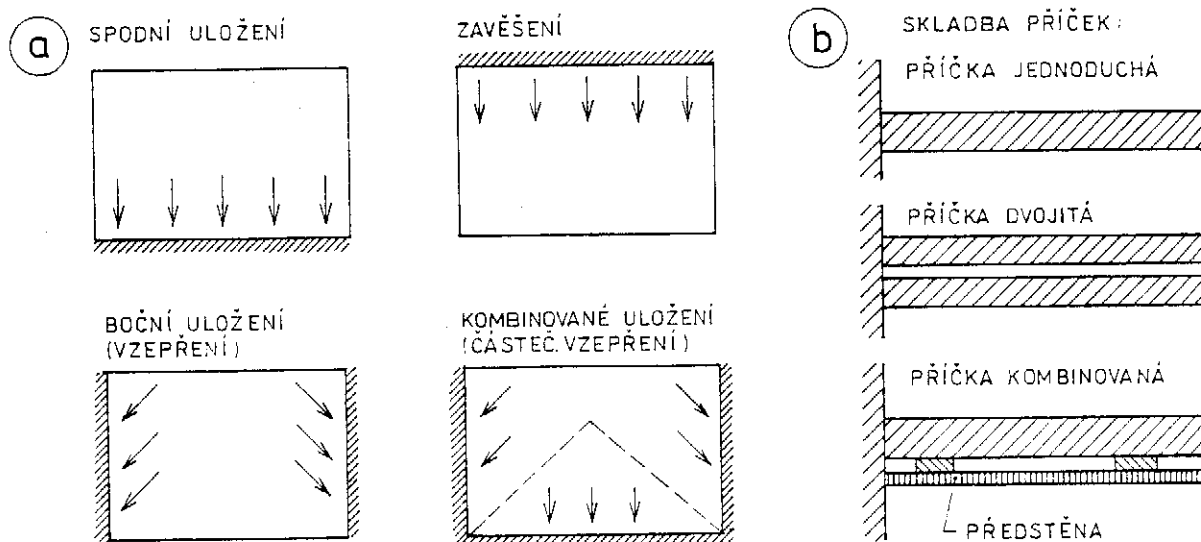 a
SPODNÍ ULOŽENÍ
ZAVĚŠENÍ
BOČNÍ ULOŽENÍ
(VZEPŘENÍ)
KOMBINOVANÉ ULOŽENÍ
(ČÁSTEČ. VZEPŘENÍ)
b
SKLADBA PŘÍČEK:
PŘÍČKA JEDNODUCHÁ
PŘÍČKA DVOJITÁ
PŘÍČKA KOMBINOVANÁ
PŘEDSTĚNA